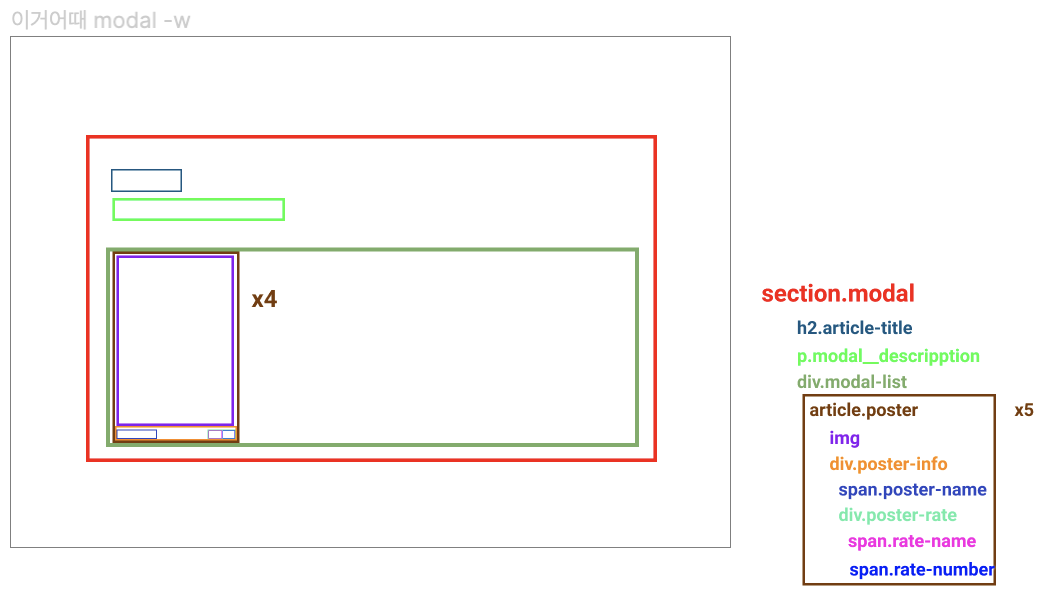 이거어때 modal -w
x4
section.modal
h2.article-title
p.modal__descripption
div.modal-list
article.poster x5
img
div.poster-info
span.poster-name
div.poster-rate
span.rate-name
span.rate-number